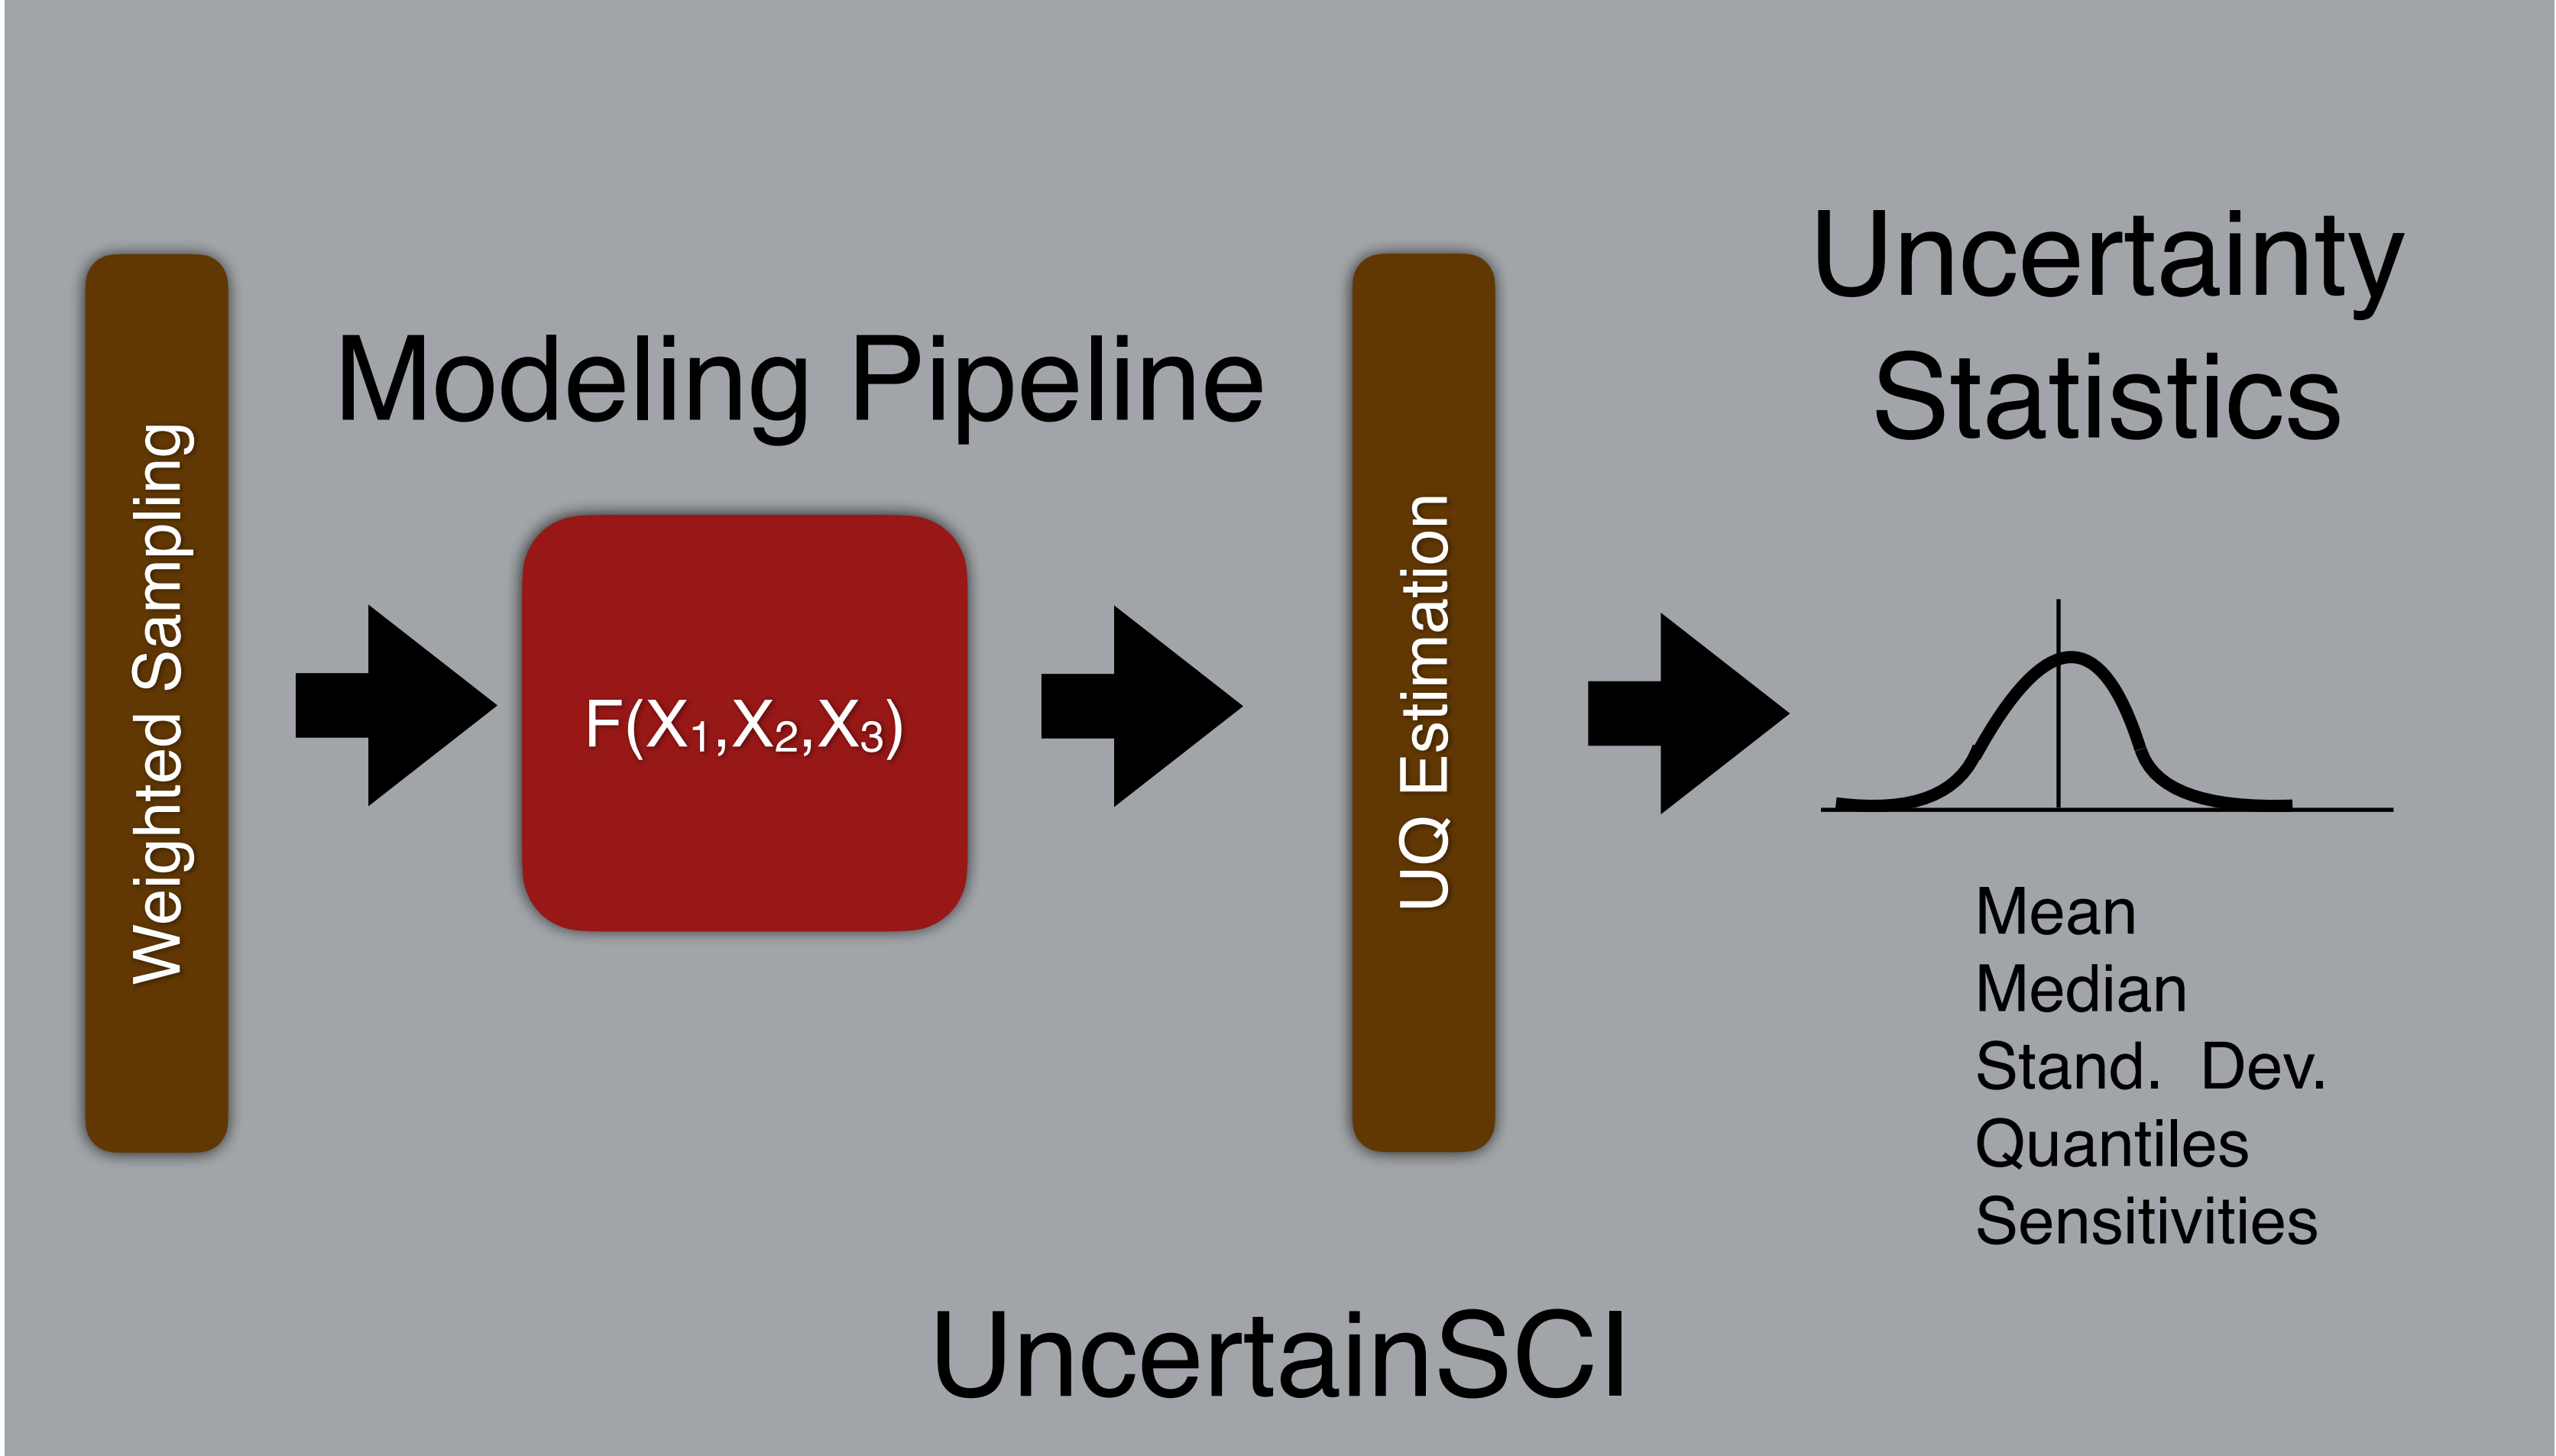 Weighted Sampling
Modeling Pipeline
F(X₁,X₂,X₃)
UQ Estimation
Uncertainty
Statistics
Mean
Median
Stand. Dev.
Quantiles
Sensitivities
UncertainSCI